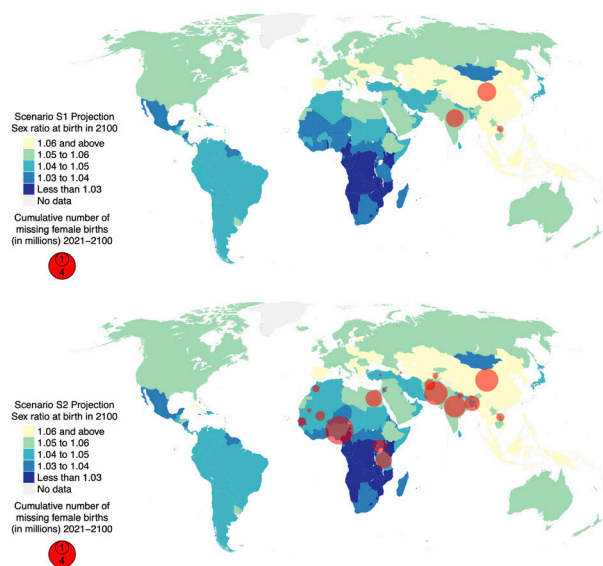 Scenario S1 Projection
Sex ratio at birth in 2100
1.06 and above
1.05 to 1.06
1.04 to 1.05
1.03 to 1.04
Less than 1.03
No data
Cumulative number of
missing female births
(in millions) 2021–2100
1
4
Scenario S2 Projection
Sex ratio at birth in 2100
1.06 and above
1.05 to 1.06
1.04 to 1.05
1.03 to 1.04
Less than 1.03
No data
Cumulative number of
missing female births
(in millions) 2021–2100
1
4